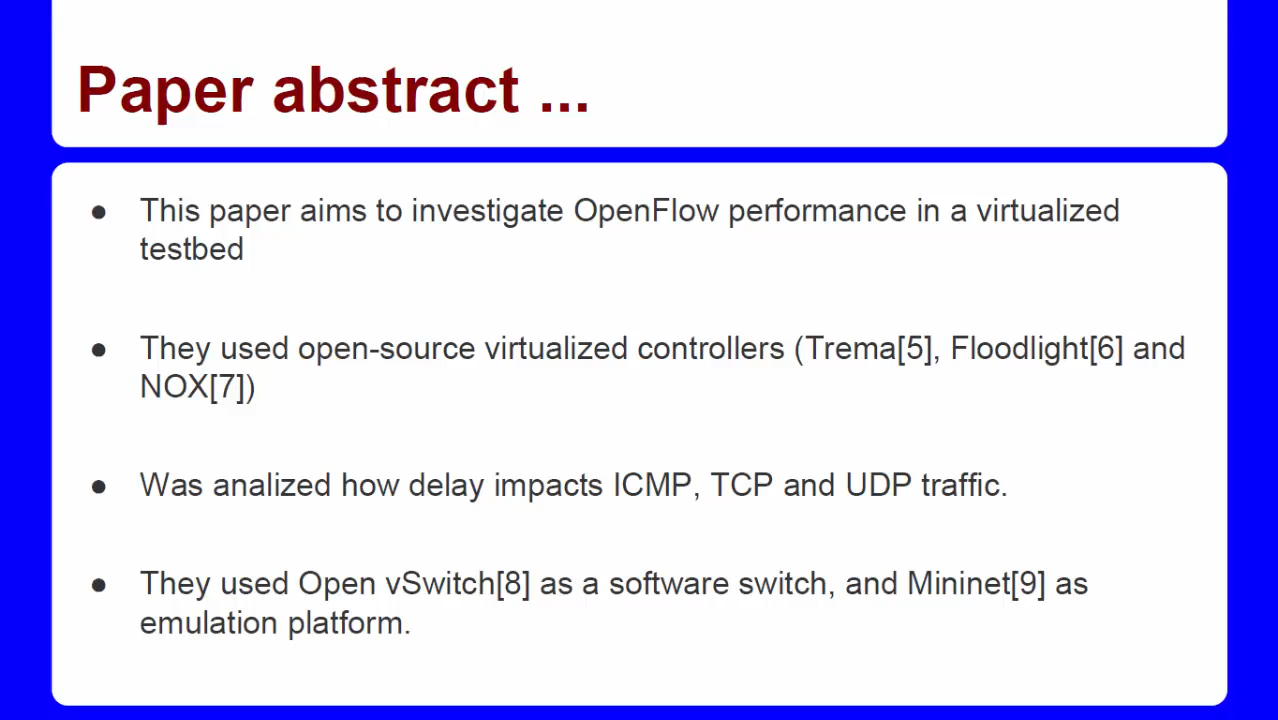 Paper abstract ...
● This paper aims to investigate OpenFlow performance in a virtualized
testbed
● They used open-source virtualized controllers (Trema[5], Floodlight[6] and
NOX[7])
● Was analized how delay impacts ICMP, TCP and UDP traffic.
● They used Open vSwitch[8] as a software switch, and Mininet[9] as
emulation platform.